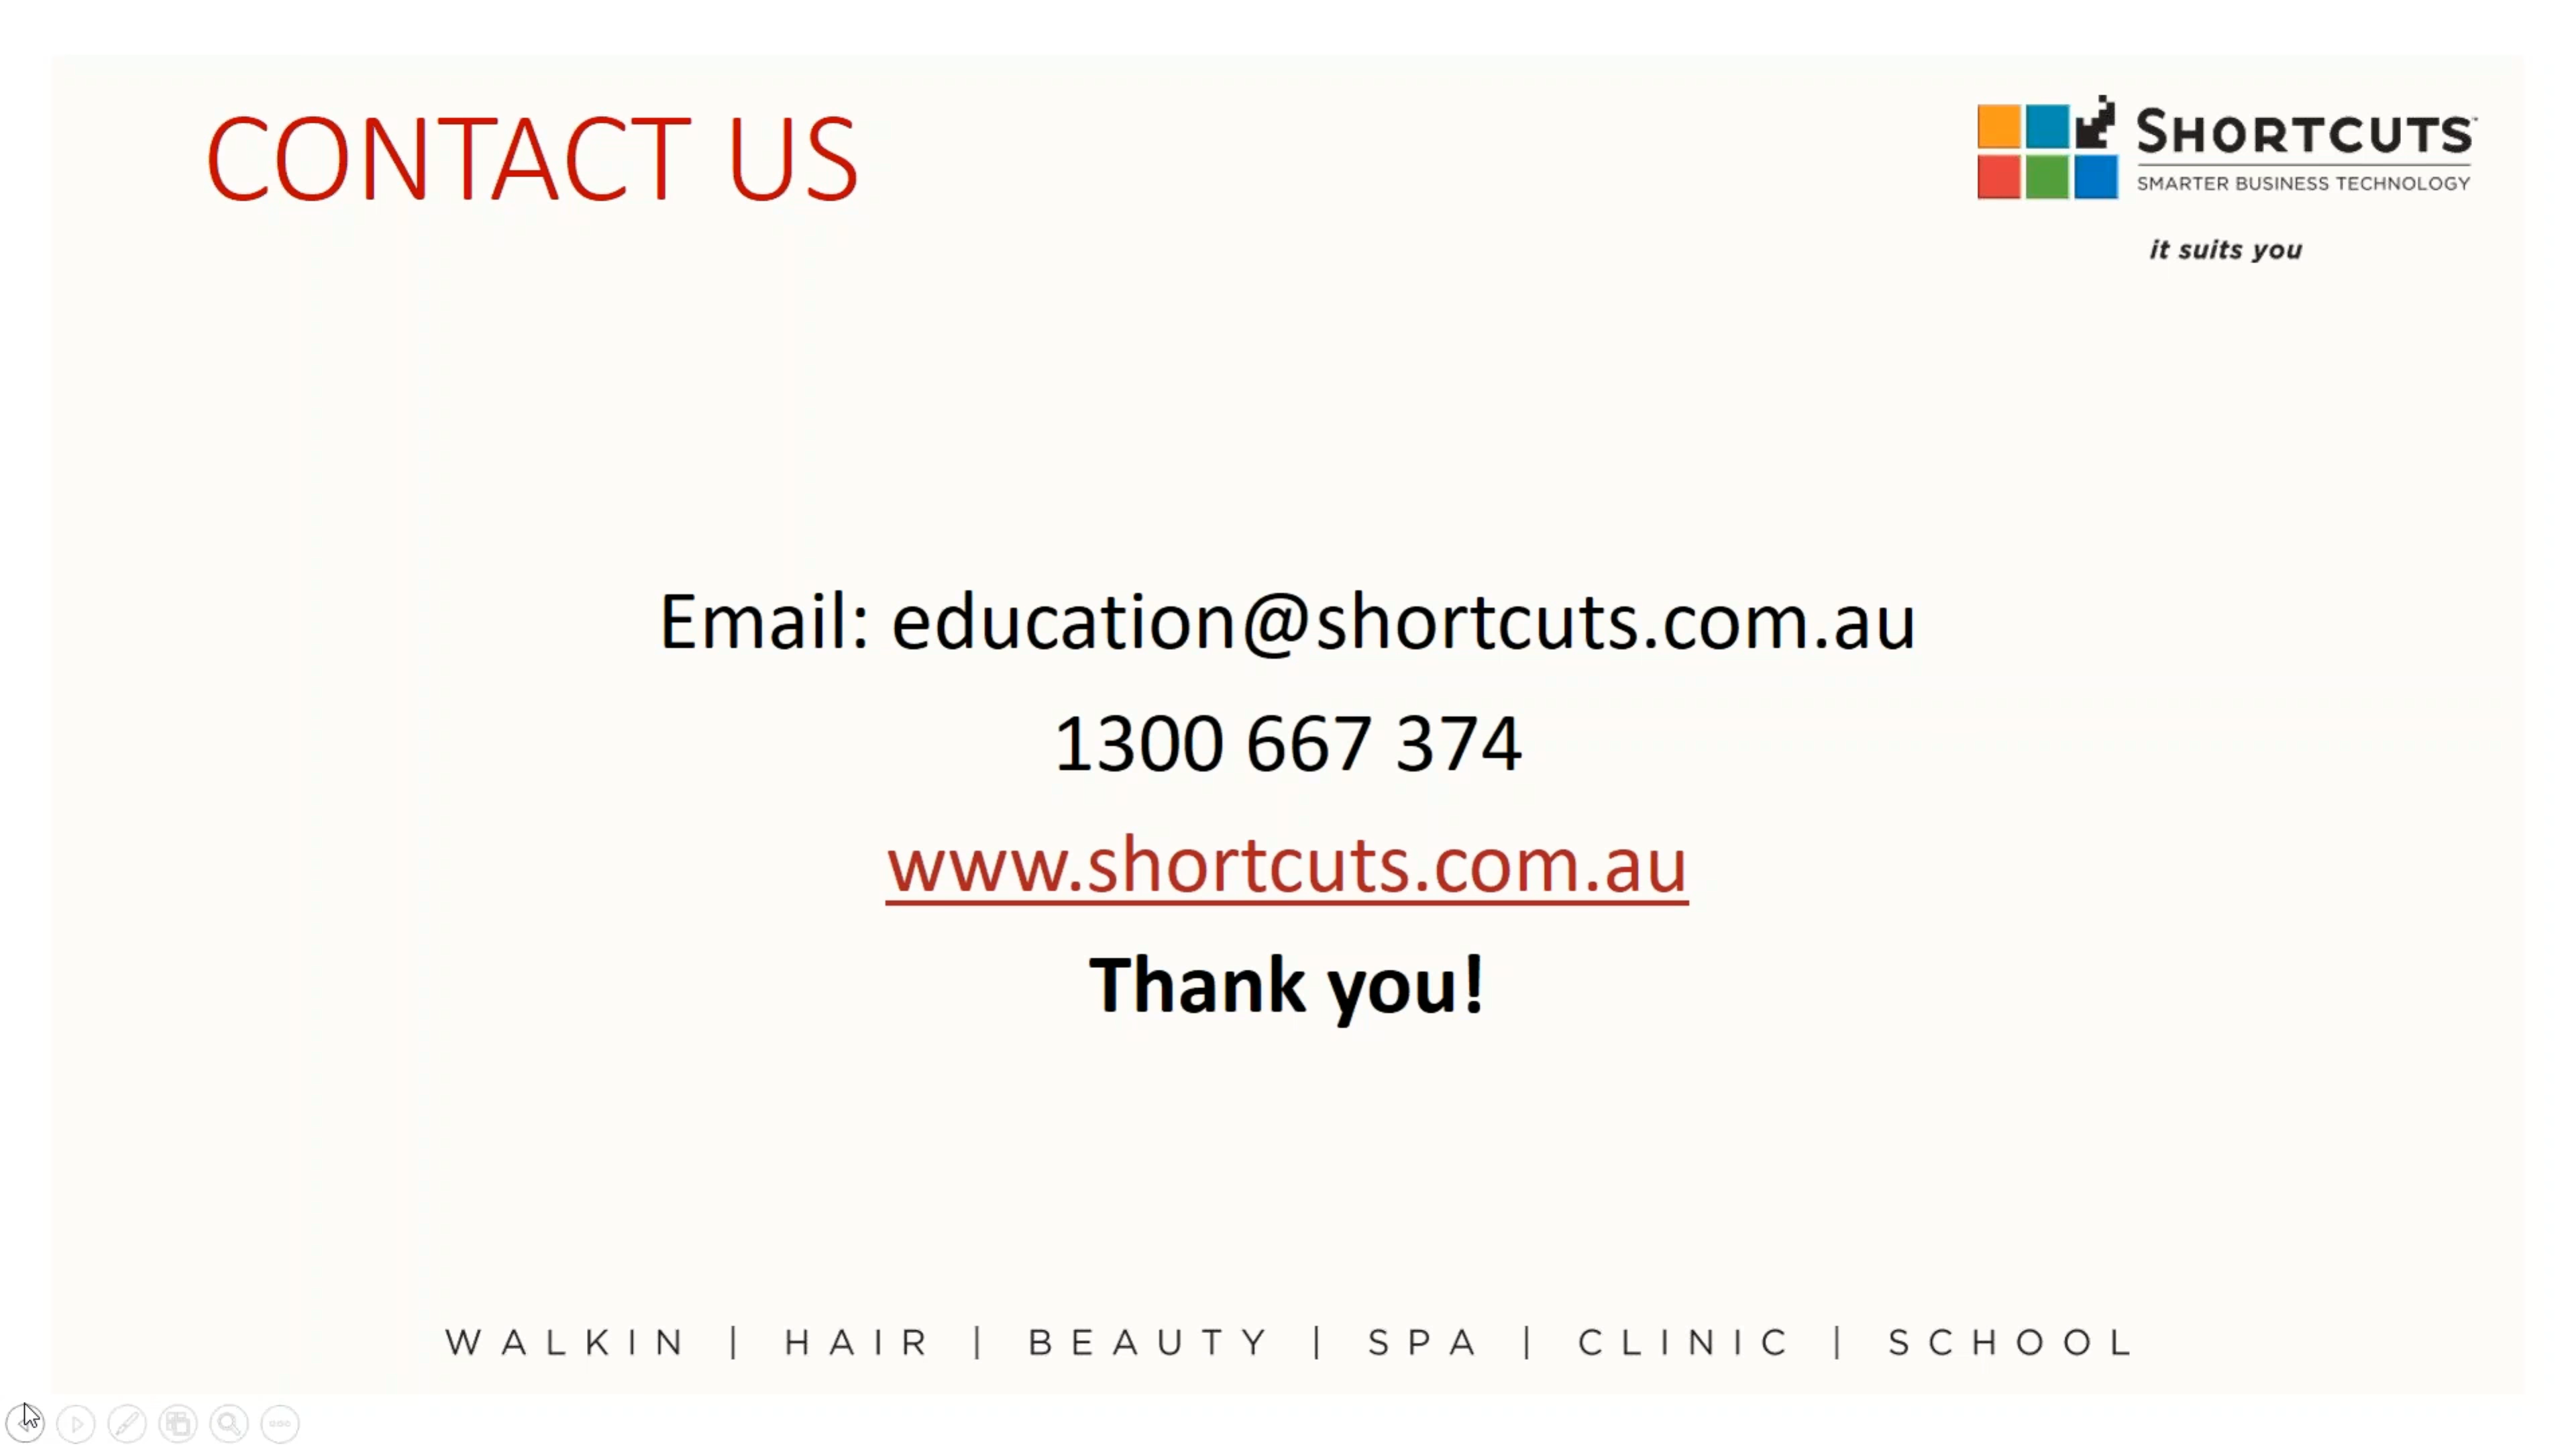 CONTACT US
SHORTCUTS™
SMARTER BUSINESS TECHNOLOGY
it suits you
Email: education@shortcuts.com.au
1300 667 374
www.shortcuts.com.au
Thank you!
WALKIN | HAIR | BEAUTY | SPA | CLINIC | SCHOOL